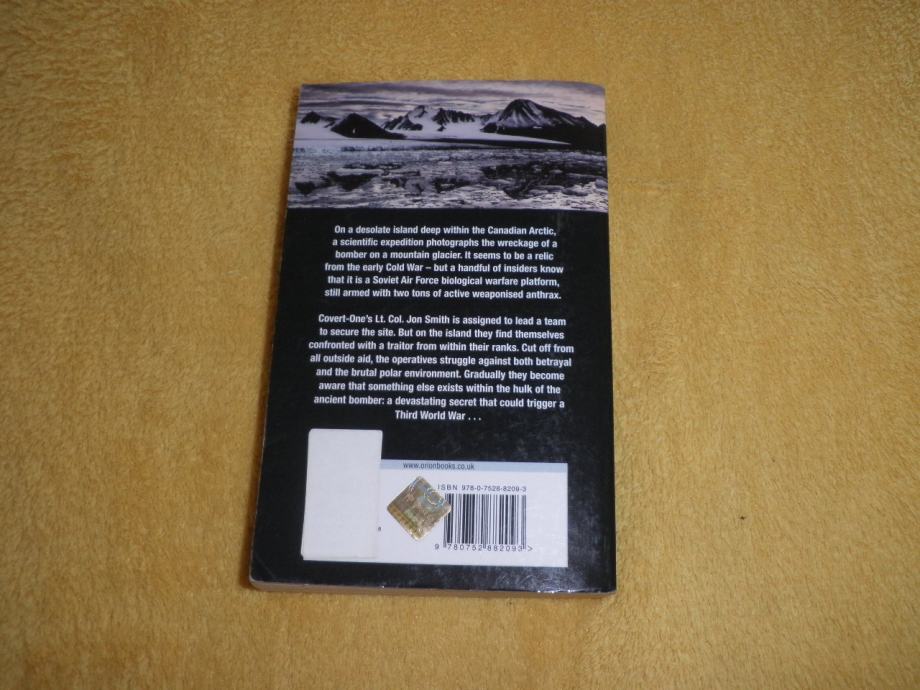 On a desolate island deep within the Canadian Arctic,
a scientific expedition photographs the wreckage of a
bomber on a mountain glacier. It seems to be a relic
from the early Cold War – but a handful of insiders know
that it is a Soviet Air Force biological warfare platform,
still armed with two tons of active weaponised anthrax.
Covert-One's Lt. Col. Jon Smith is assigned to lead a team
to secure the site. But on the island they find themselves
confronted with a traitor from within their ranks. Cut off from
all outside aid, the operatives struggle against both betrayal
and the brutal polar environment. Gradually they become
aware that something else exists within the hulk of the
ancient bomber: a devastating secret that could trigger a
Third World War . . .
www.orionbooks.co.uk
ISBN 978-0-7528-8209-3
8
9 780752 882093 >